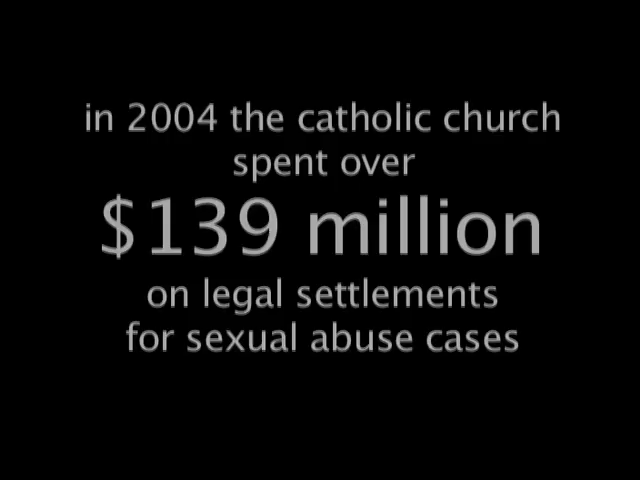 in 2004 the catholic church
spent over
$139 million
on legal settlements
for sexual abuse cases